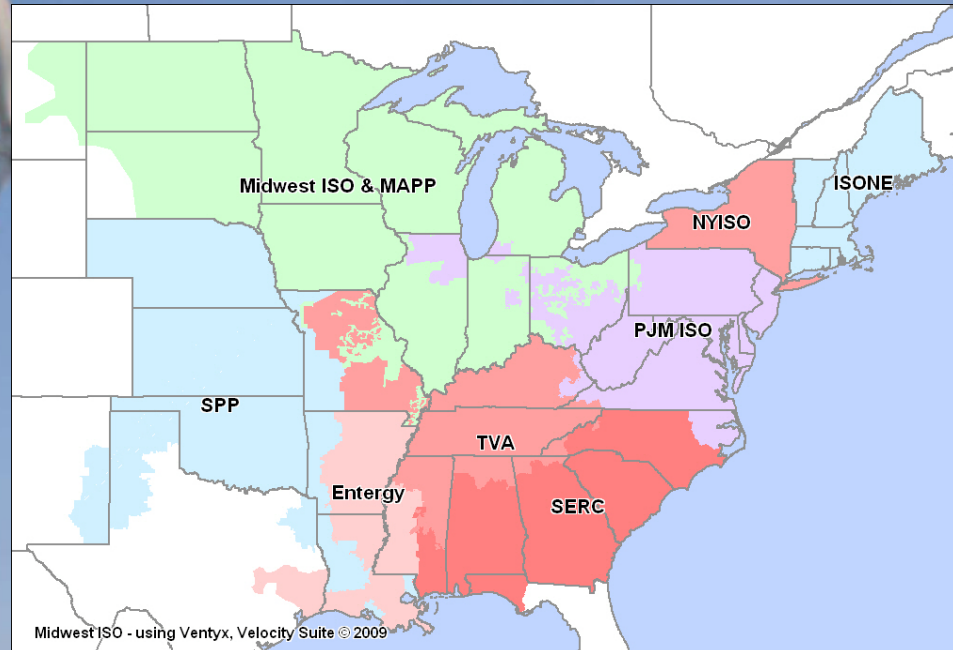 Midwest ISO & MAPP
ISONE
NYISO
PJM ISO
SPP
TVA
Entergy
SERC
Midwest ISO - using Ventyx, Velocity Suite © 2009